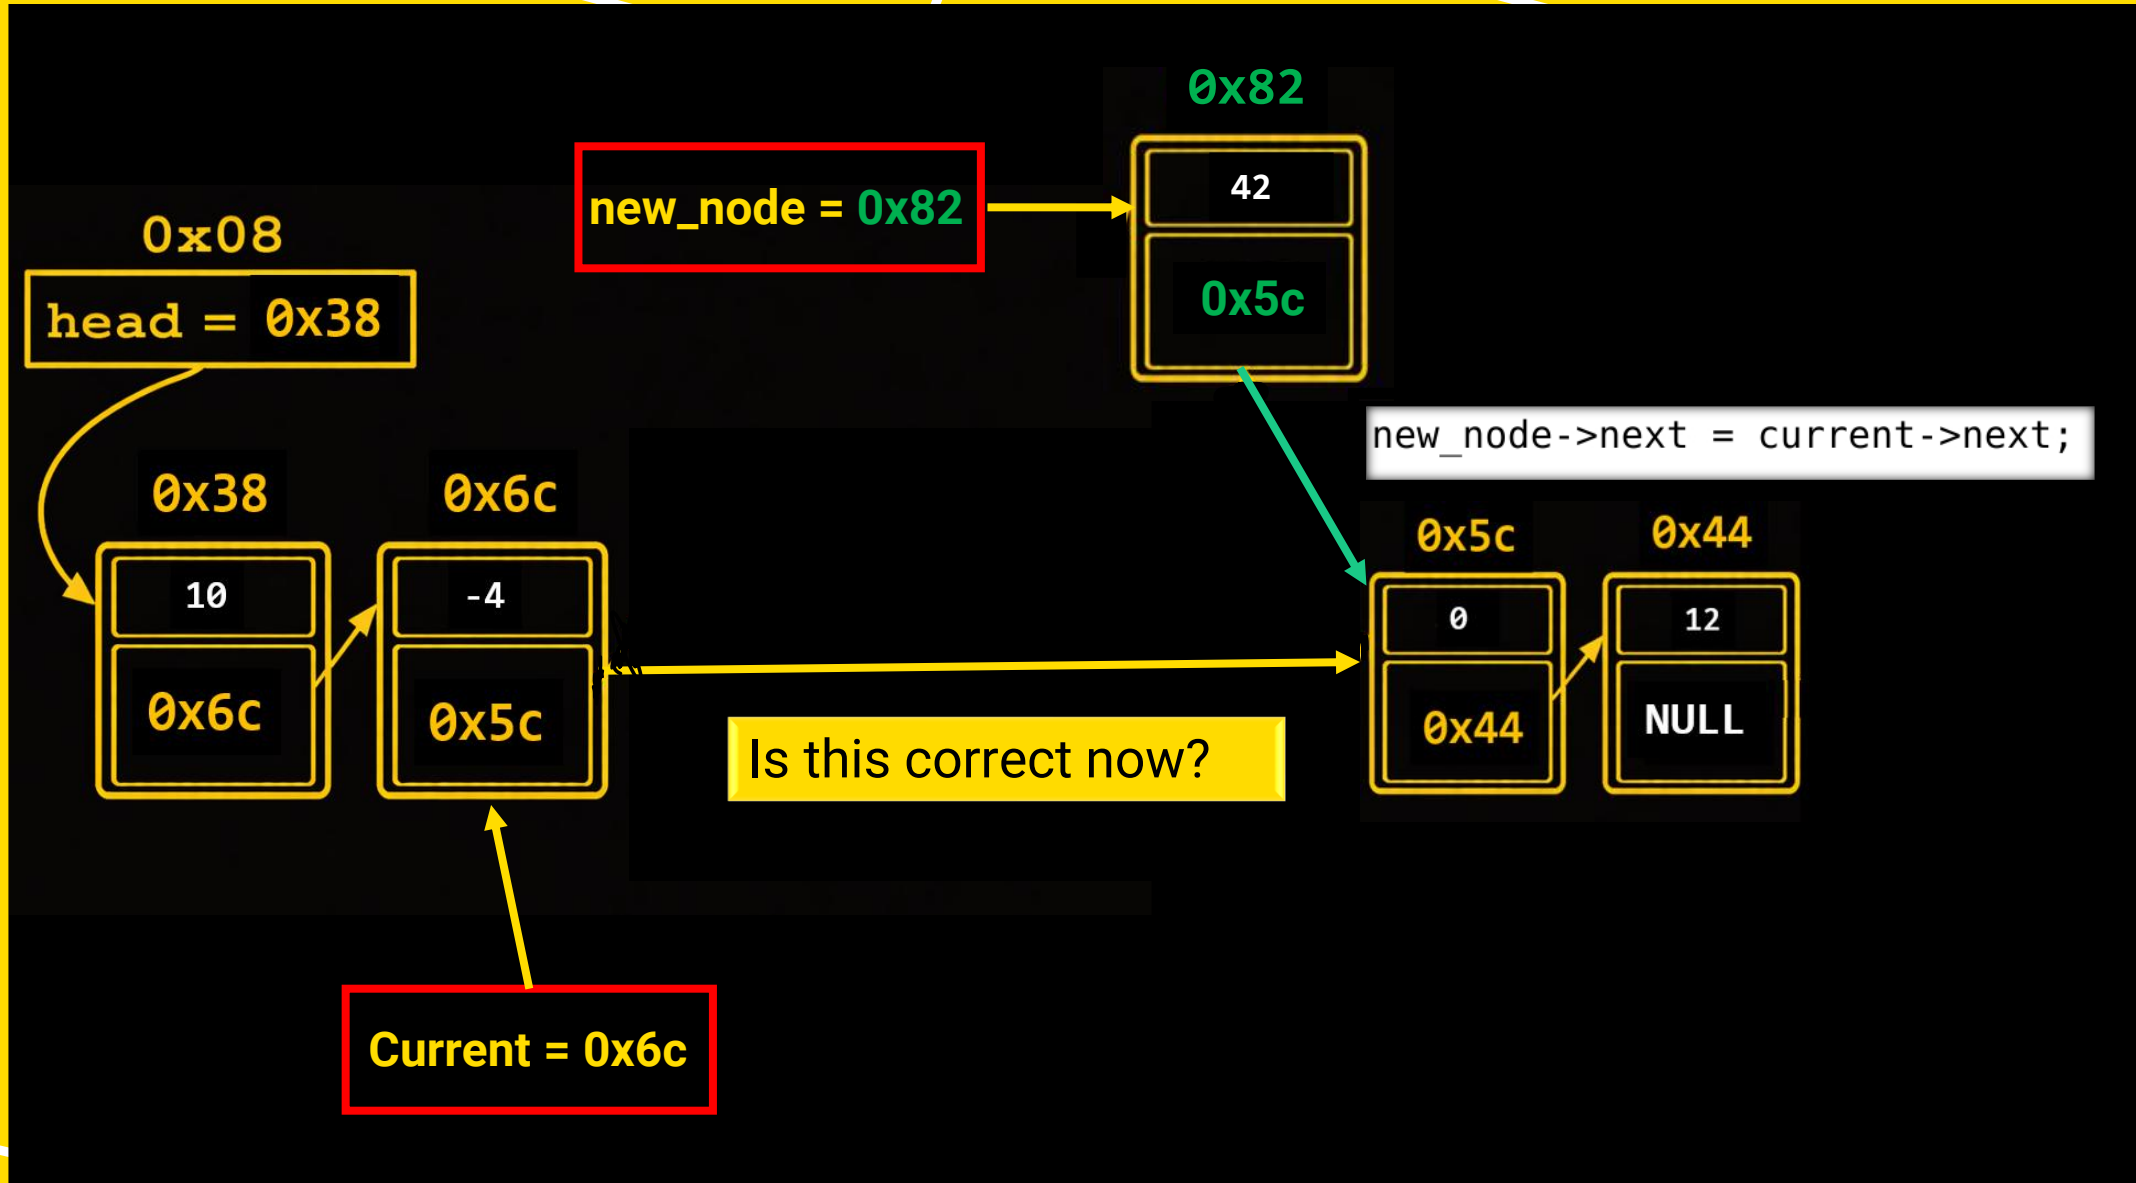 0x82
42
new_node = 0x82
0x5c
0x08
head = 0x38
new_node->next = current->next;
0x38
0x6c
10
-4
0x6c
0x5c
0x5c
0x44
0
12
0x44
NULL
Is this correct now?
Current = 0x6c